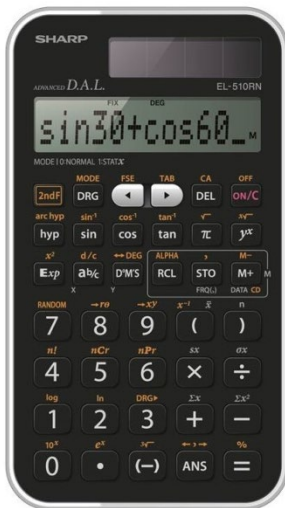 SHARP
ADVANCED D.A.L. EL-510RN
FIX DEG
sin30+cos60_ M
MODE 0:NORMAL 1:STAT x
MODE FSE TAB CA OFF
2ndF DRG ◄ ► DEL ON/C
arc hyp sin⁻¹ cos⁻¹ tan⁻¹ √ ˣ√
hyp sin cos tan π yˣ
x² d/c ↔DEG ALPHA , M−
Exp ab/c D°M'S RCL STO M+ M
X Y FRQ(,) DATA CD
RANDOM →rθ →xy x⁻¹ x̄ n
7 8 9 ( )
n! nCr nPr sx σx
4 5 6 × ÷
log ln DRG► Σx Σx²
1 2 3 + −
10ˣ eˣ ³√ ←,→ %
0 • (−) ANS =